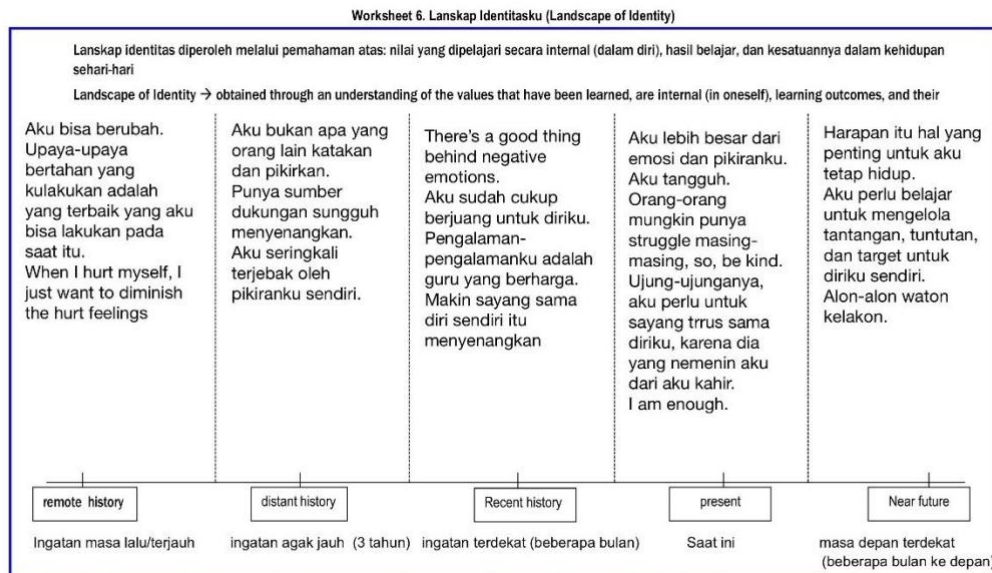 Worksheet 6. Lanskap Identitasku (Landscape of Identity)
Lanskap identitas diperoleh melalui pemahaman atas: nilai yang dipelajari secara internal (dalam diri), hasil belajar, dan kesatuannya dalam kehidupan
sehari-hari
Landscape of Identity → obtained through an understanding of the values that have been learned, are internal (in oneself), learning outcomes, and their
Aku bisa berubah.
Upaya-upaya
bertahan yang
kulakukan adalah
yang terbaik yang aku
bisa lakukan pada
saat itu.
When I hurt myself, I
just want to diminish
the hurt feelings
Aku bukan apa yang
orang lain katakan
dan pikirkan.
Punya sumber
dukungan sungguh
menyenangkan.
Aku seringkali
terjebak oleh
pikiranku sendiri.
There's a good thing
behind negative
emotions.
Aku sudah cukup
berjuang untuk diriku.
Pengalaman-
pengalamanku adalah
guru yang berharga.
Makin sayang sama
diri sendiri itu
menyenangkan
Aku lebih besar dari
emosi dan pikiranku.
Aku tangguh.
Orang-orang
mungkin punya
struggle masing-
masing, so, be kind.
Ujung-ujunganya,
aku perlu untuk
sayang trrus sama
diriku, karena dia
yang nemenin aku
dari aku kahir.
I am enough.
Harapan itu hal yang
penting untuk aku
tetap hidup.
Aku perlu belajar
untuk mengelola
tantangan, tuntutan,
dan target untuk
diriku sendiri.
Alon-alon waton
kelakon.
remote history
distant history
Recent history
present
Near future
Ingatan masa lalu/terjauh
ingatan agak jauh (3 tahun)
ingatan terdekat (beberapa bulan)
Saat ini
masa depan terdekat
(beberapa bulan ke depan)